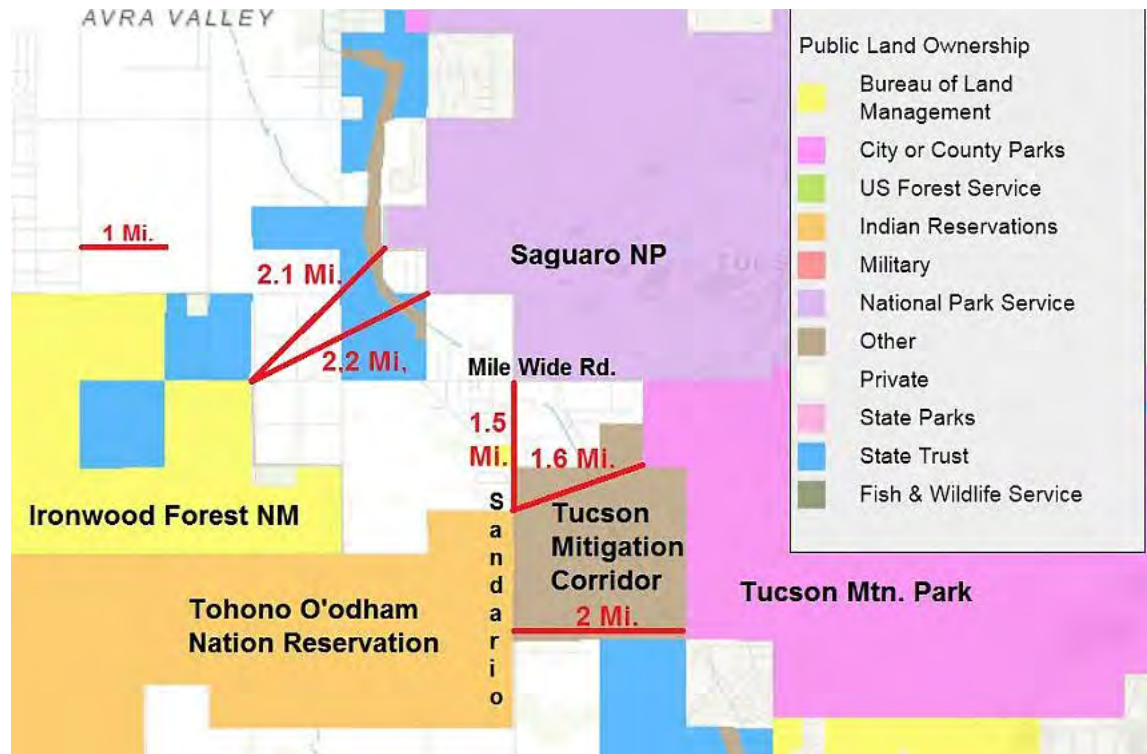 AVRA VALLEY
Public Land Ownership
Bureau of Land
Management
City or County Parks
US Forest Service
Indian Reservations
Military
National Park Service
Other
Private
State Parks
State Trust
Fish & Wildlife Service
1 Mi.
Saguaro NP
2.1 Mi.
2.2 Mi,
Mile Wide Rd.
1.5
Mi.
1.6 Mi.
Ironwood Forest NM
Tucson
Mitigation
Corridor
Tucson Mtn. Park
Tohono O'odham
Nation Reservation
2 Mi.
S
a
n
d
a
r
i
o